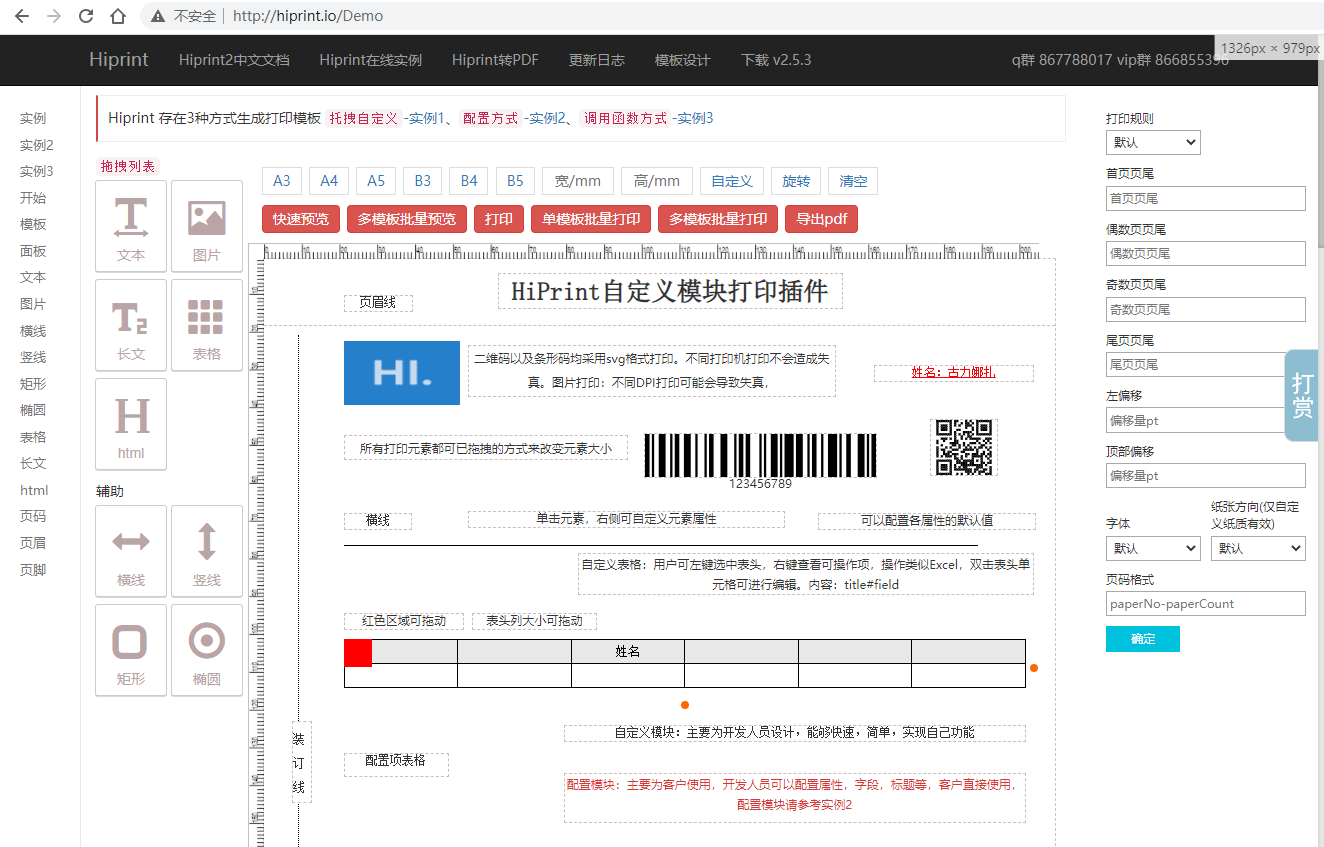 不安全 http://hiprint.io/Demo
1326px × 979px
Hiprint Hiprint2中文文档 Hiprint在线实例 Hiprint转PDF 更新日志 模板设计 下载 v2.5.3 q群 867788017 vip群 866855396
实例
实例2
实例3
开始
模板
面板
文本
图片
横线
竖线
矩形
椭圆
表格
长文
html
页码
页眉
页脚
Hiprint 存在3种方式生成打印模板 托拽自定义 -实例1、 配置方式 -实例2、 调用函数方式 -实例3
拖拽列表
文本 图片
长文 表格
html
辅助
横线 竖线
矩形 椭圆
A3 A4 A5 B3 B4 B5 宽/mm 高/mm 自定义 旋转 清空
快速预览 多模板批量预览 打印 单模板批量打印 多模板批量打印 导出pdf
HiPrint自定义模块打印插件
页眉线
HI.
二维码以及条形码均采用svg格式打印。不同打印机打印不会造成失
真。图片打印：不同DPI打印可能会导致失真，
姓名：古力娜扎
所有打印元素都可已拖拽的方式来改变元素大小
123456789
横线 单击元素，右侧可自定义元素属性 可以配置各属性的默认值
自定义表格：用户可左键选中表头，右键查看可操作项，操作类似Excel，双击表头单
元格可进行编辑。内容：title#field
红色区域可拖动 表头列大小可拖动
姓名
自定义模块：主要为开发人员设计，能够快速，简单，实现自己功能
装
订
线
配置项表格
配置模块：主要为客户使用，开发人员可以配置属性，字段，标题等，客户直接使用，
配置模块请参考实例2
打印规则
默认
首页页尾
首页页尾
偶数页页尾
偶数页页尾
奇数页页尾
奇数页页尾
尾页页尾
尾页页尾
左偏移
偏移量pt
顶部偏移
偏移量pt
字体 纸张方向(仅自定
义纸质有效)
默认 默认
页码格式
paperNo-paperCount
确定
打
赏